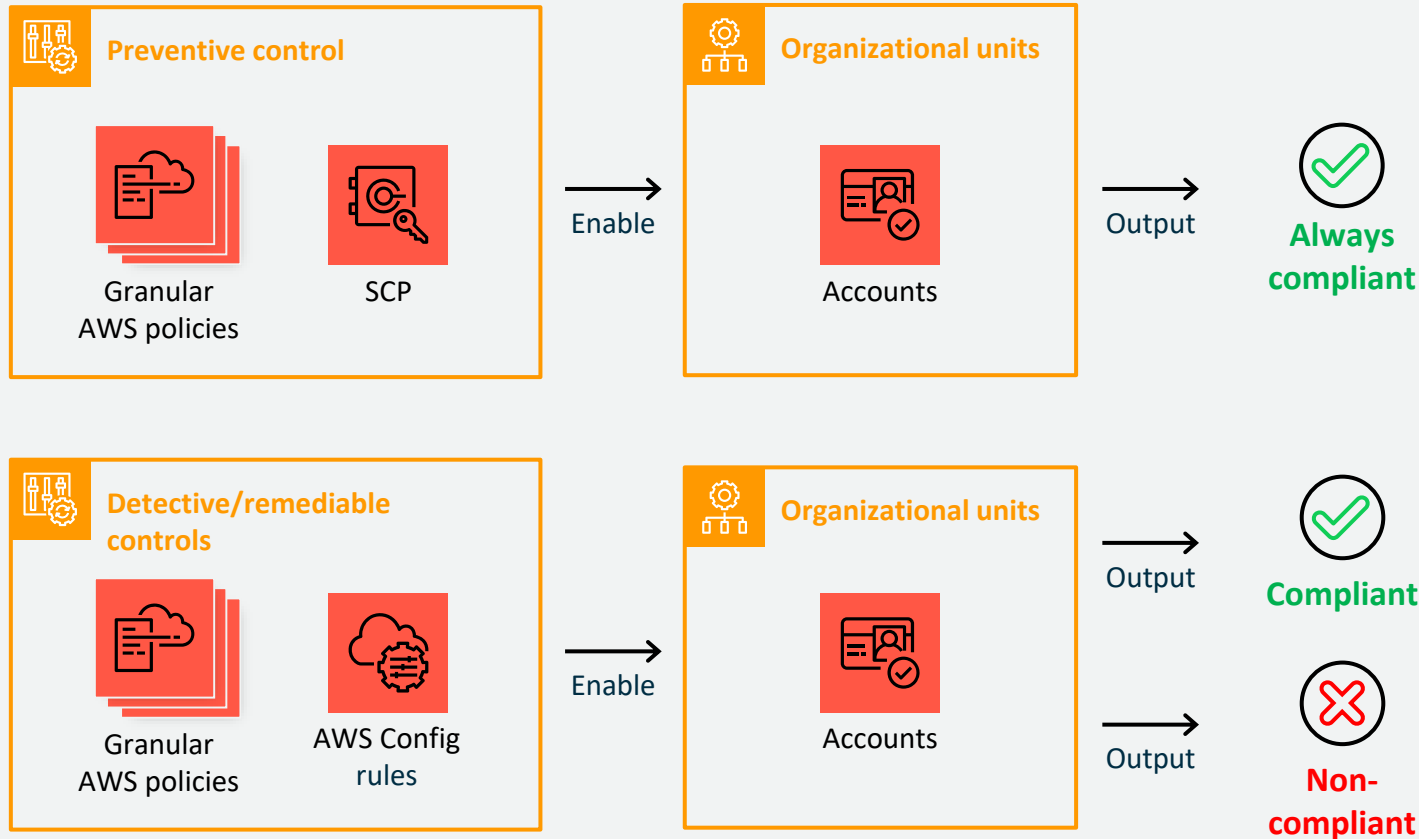 Preventive control
Granular
AWS policies
SCP
Enable
Organizational units
Accounts
Output
Always
compliant
Detective/remediable
controls
Granular
AWS policies
AWS Config
rules
Enable
Organizational units
Accounts
Output
Compliant
Output
Non-
compliant